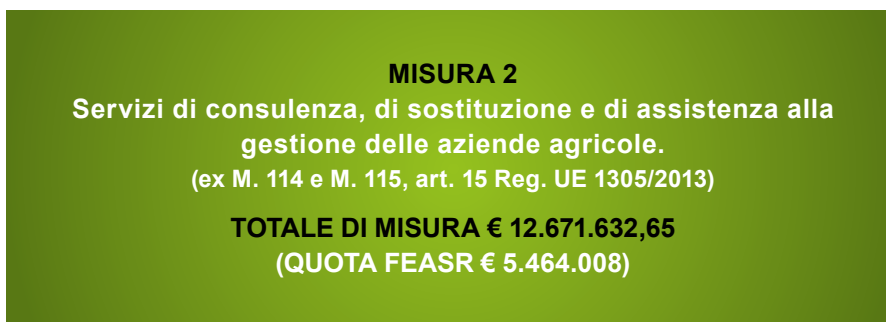 MISURA 2
Servizi di consulenza, di sostituzione e di assistenza alla
gestione delle aziende agricole.
(ex M. 114 e M. 115, art. 15 Reg. UE 1305/2013)
TOTALE DI MISURA € 12.671.632,65
(QUOTA FEASR € 5.464.008)